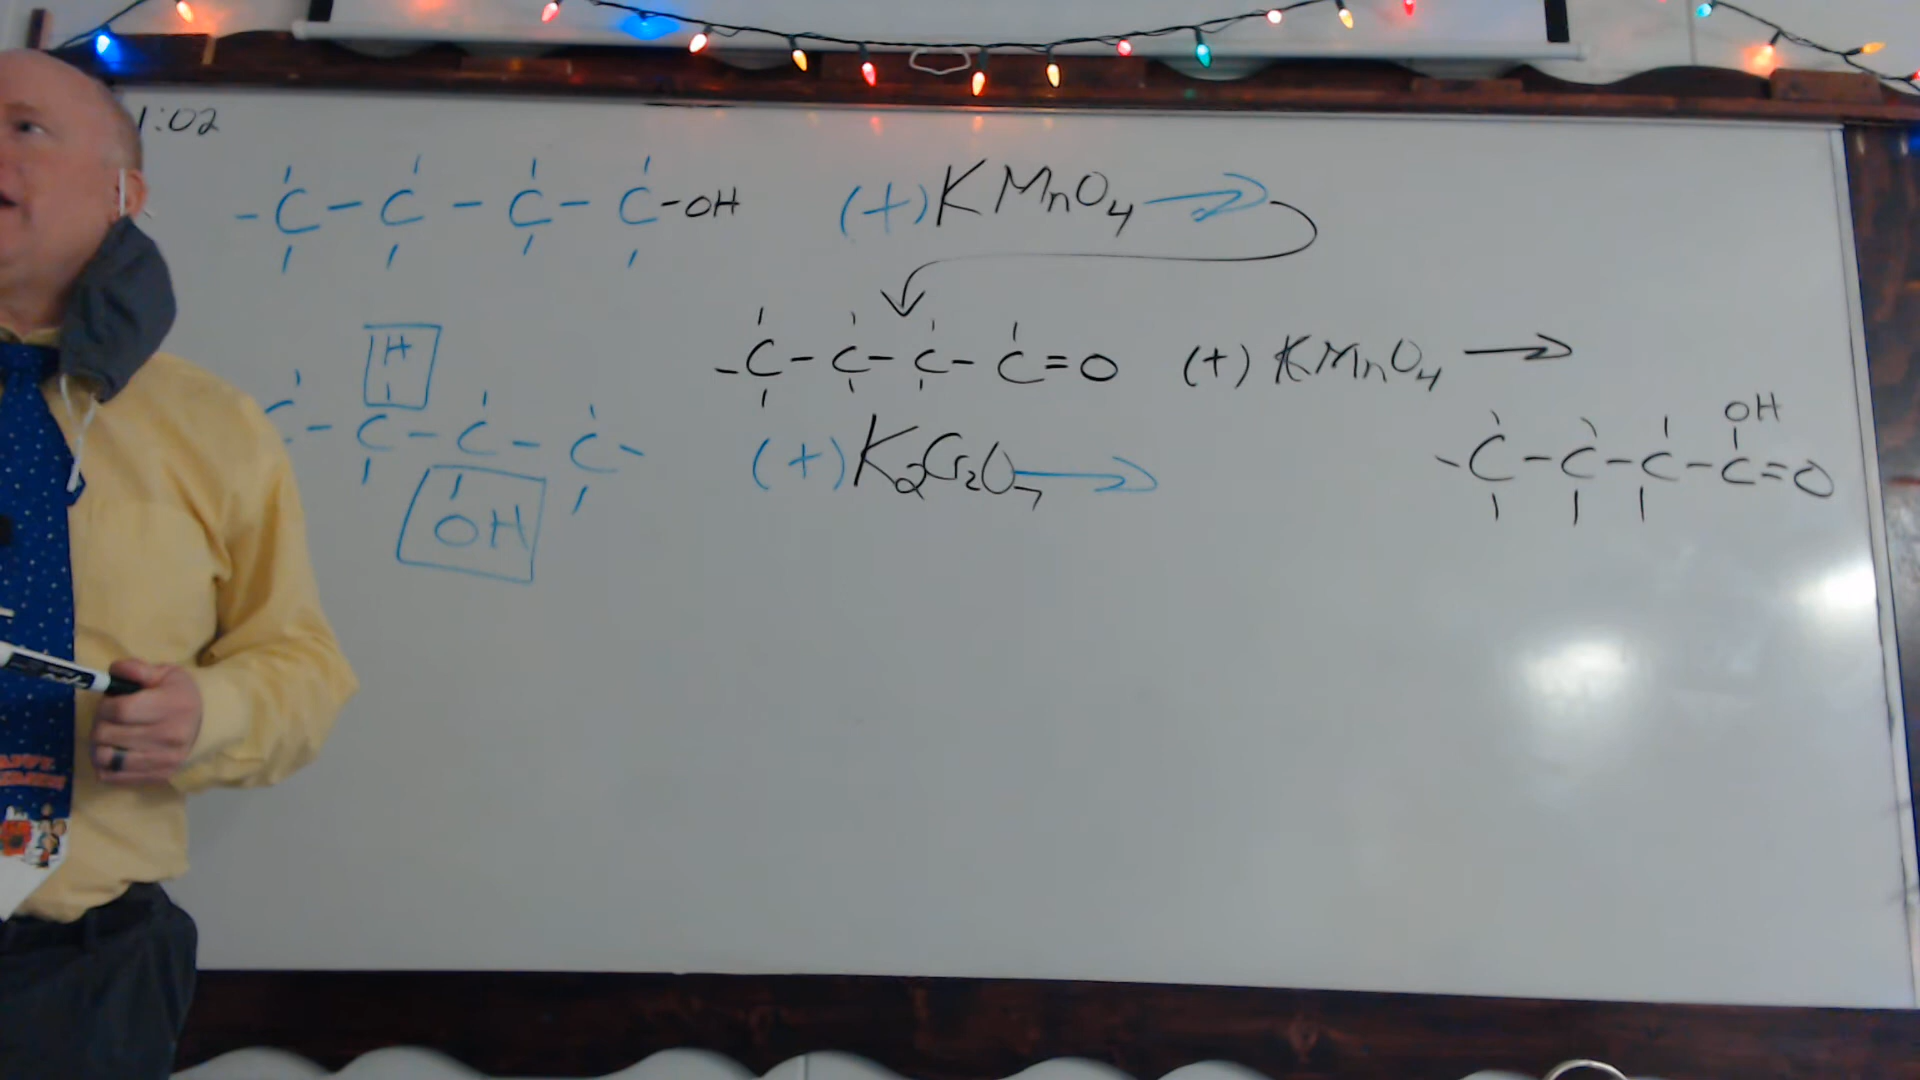 1:02
-C-C-C-C-OH (+) KMnO4 →
H
-C-C-C-C=O (+) KMnO4 →
C-C-C-C- (+) K2Cr2O7 →
OH
OH
-C-C-C-C=O